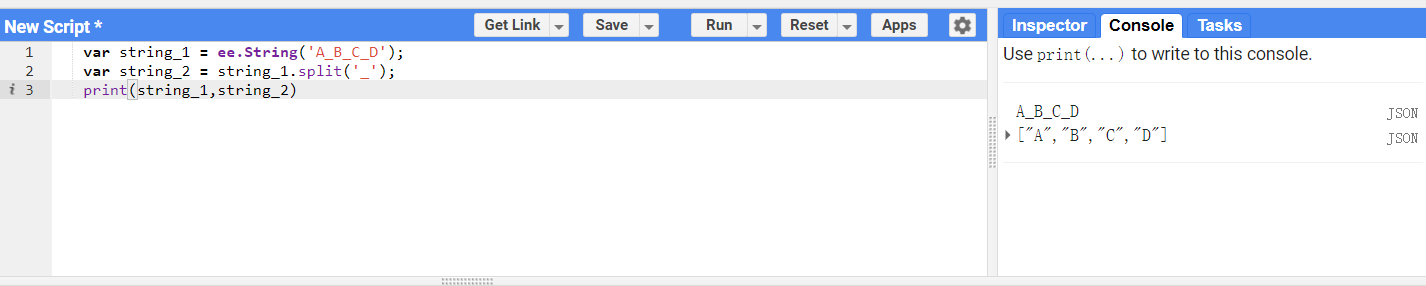 New Script *
Get Link
Save
Run
Reset
Apps
Inspector
Console
Tasks
1 var string_1 = ee.String('A_B_C_D');
2 var string_2 = string_1.split('_');
i 3 print(string_1,string_2)
Use print(...) to write to this console.
A_B_C_D JSON
["A","B","C","D"] JSON